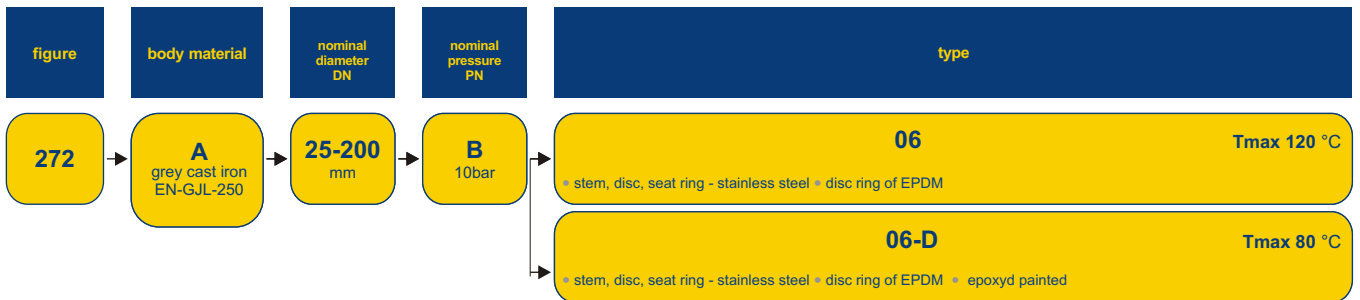 figure
body material
nominal
diameter
DN
nominal
pressure
PN
type
272
A
grey cast iron
EN-GJL-250
25-200
mm
B
10bar
06
Tmax 120 °C
• stem, disc, seat ring - stainless steel • disc ring of EPDM
06-D
Tmax 80 °C
• stem, disc, seat ring - stainless steel • disc ring of EPDM • epoxyd painted